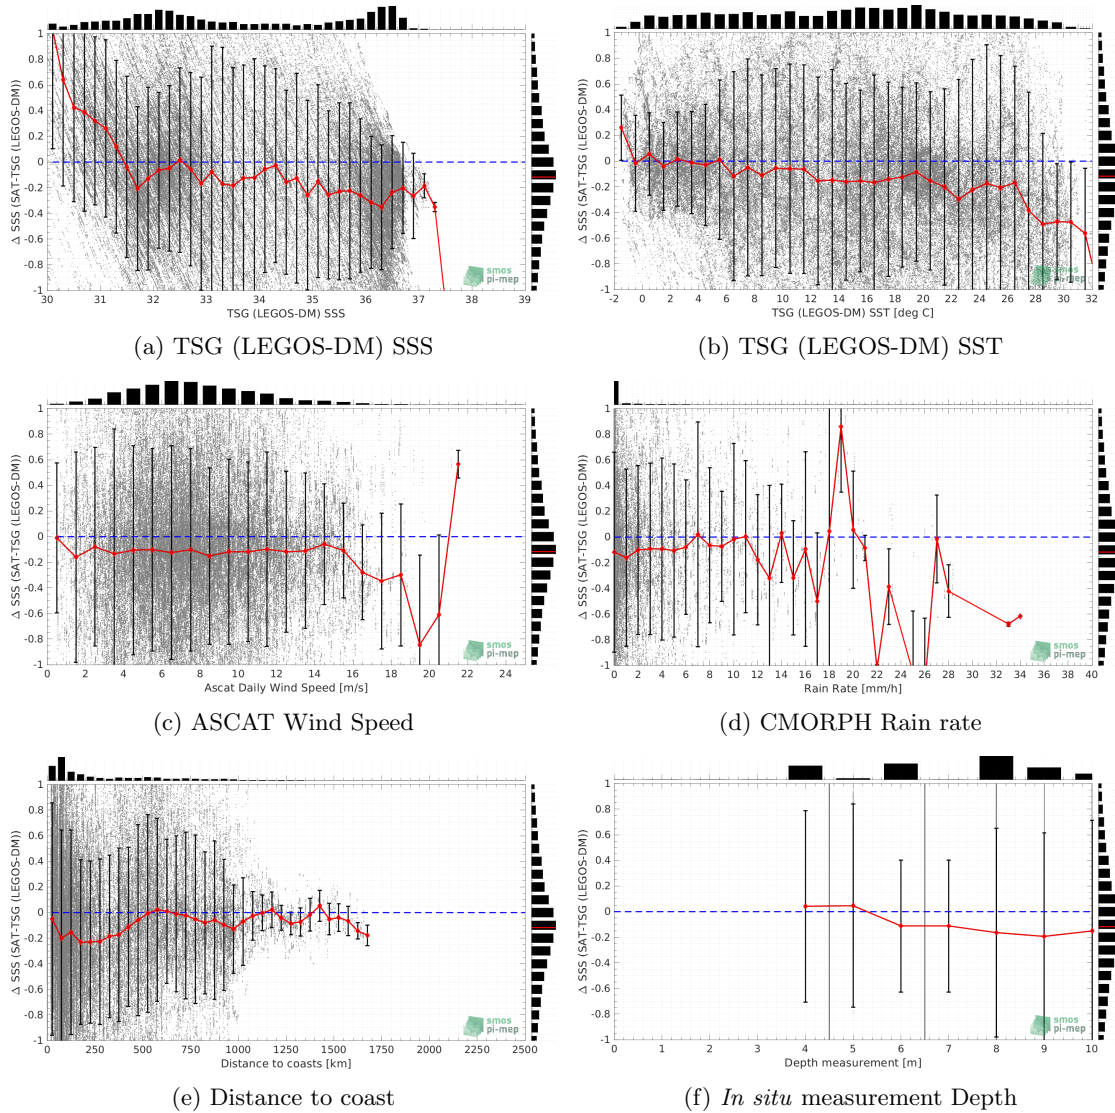 1
0.8
0.6
0.4
0.2
0
-0.2
-0.4
-0.6
-0.8
-1
Δ SSS (SAT-TSG (LEGOS-DM))
30 31 32 33 34 35 36 37 38 39
TSG (LEGOS-DM) SSS
smos
pi-mep
(a) TSG (LEGOS-DM) SSS
1
0.8
0.6
0.4
0.2
0
-0.2
-0.4
-0.6
-0.8
-1
Δ SSS (SAT-TSG (LEGOS-DM))
-2 0 2 4 6 8 10 12 14 16 18 20 22 24 26 28 30 32
TSG (LEGOS-DM) SST [deg C]
smos
pi-mep
(b) TSG (LEGOS-DM) SST
1
0.8
0.6
0.4
0.2
0
-0.2
-0.4
-0.6
-0.8
-1
Δ SSS (SAT-TSG (LEGOS-DM))
0 2 4 6 8 10 12 14 16 18 20 22 24
Ascat Daily Wind Speed [m/s]
smos
pi-mep
(c) ASCAT Wind Speed
1
0.8
0.6
0.4
0.2
0
-0.2
-0.4
-0.6
-0.8
-1
Δ SSS (SAT-TSG (LEGOS-DM))
0 2 4 6 8 10 12 14 16 18 20 22 24 26 28 30 32 34 36 38 40
Rain Rate [mm/h]
smos
pi-mep
(d) CMORPH Rain rate
1
0.8
0.6
0.4
0.2
0
-0.2
-0.4
-0.6
-0.8
-1
Δ SSS (SAT-TSG (LEGOS-DM))
0 250 500 750 1000 1250 1500 1750 2000 2250 2500
Distance to coasts [km]
smos
pi-mep
(e) Distance to coast
1
0.8
0.6
0.4
0.2
0
-0.2
-0.4
-0.6
-0.8
-1
Δ SSS (SAT-TSG (LEGOS-DM))
0 1 2 3 4 5 6 7 8 9 10
Depth measurement [m]
smos
pi-mep
(f) In situ measurement Depth